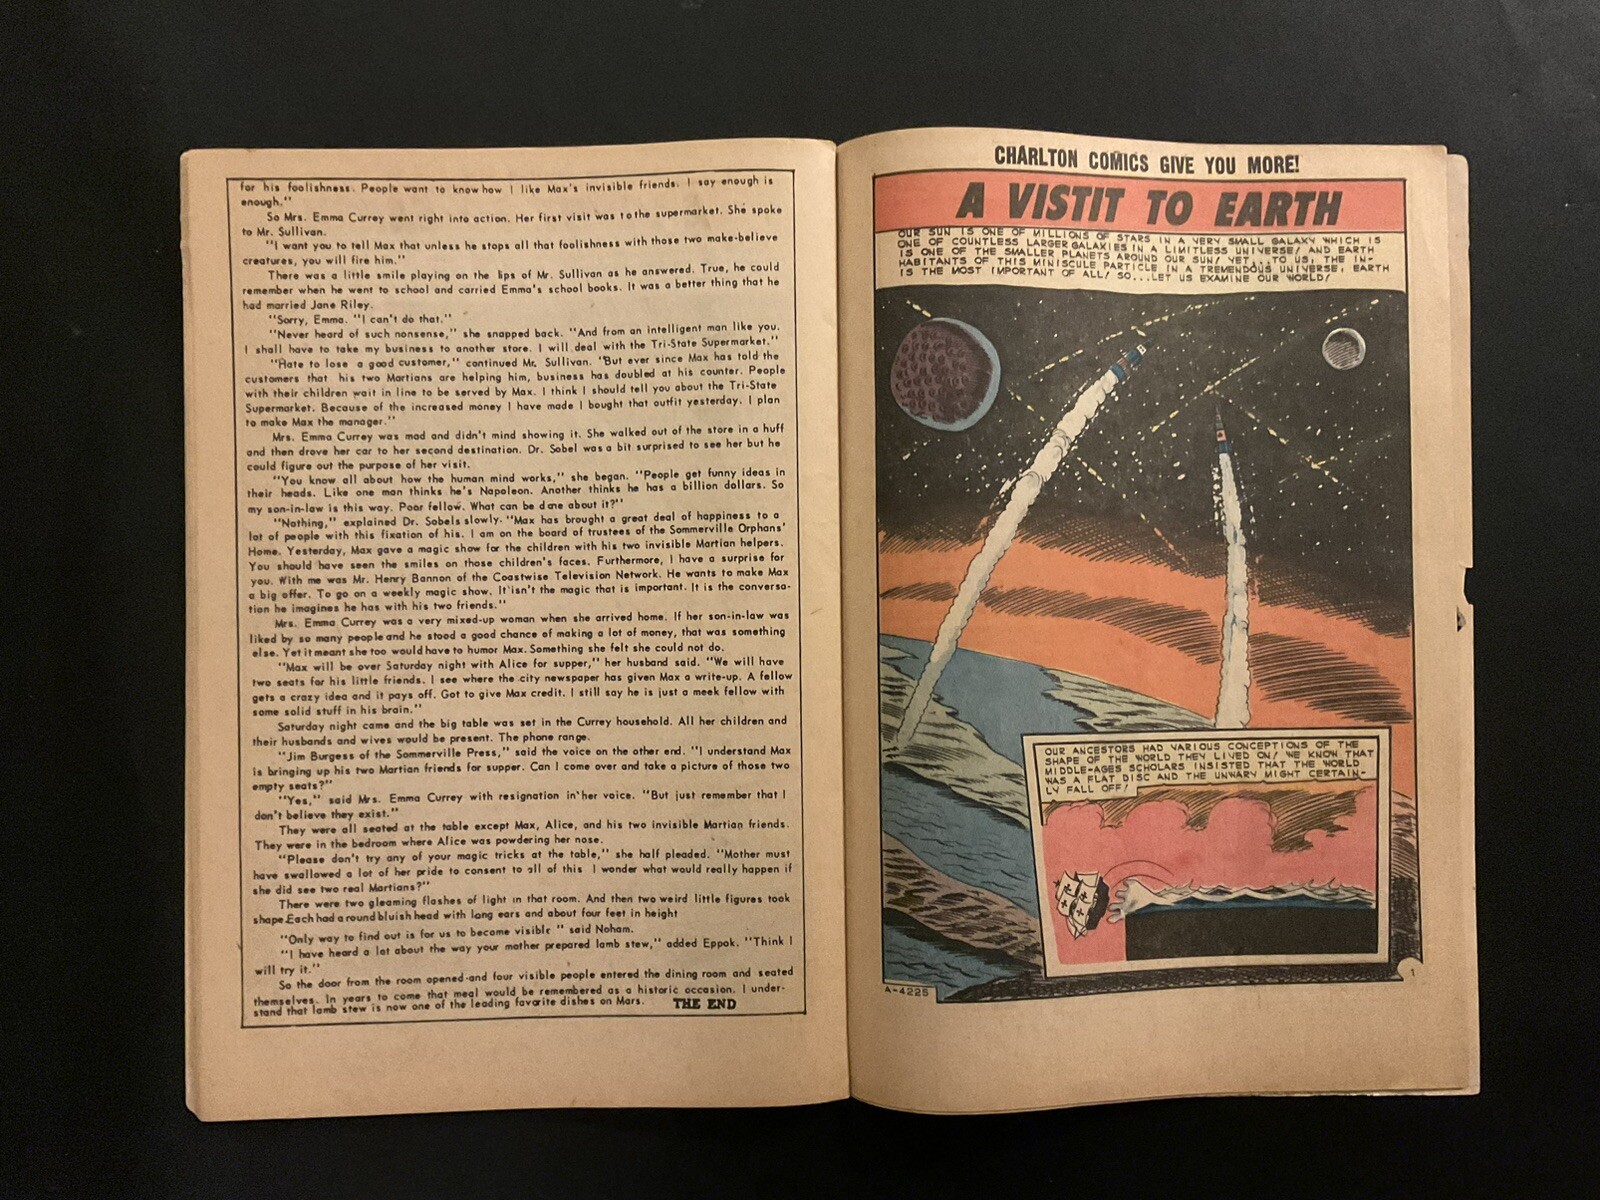 for his foolishness. People want to know how I like Max's invisible friends. I say enough is
enough."
So Mrs. Emma Currey went right into action. Her first visit was to the supermarket. She spoke
to Mr. Sullivan.
"I want you to tell Max that unless he stops all that foolishness with those two make-believe
creatures, you will fire him."
There was a little smile playing on the lips of Mr. Sullivan as he answered. True, he could
remember when he went to school and carried Emma's school books. It was a better thing that he
had married Jane Riley.
"Sorry, Emma. "I can't do that."
"Never heard of such nonsense," she snapped back. "And from an intelligent man like you.
I shall have to take my business to another store. I will deal with the Tri-State Supermarket."
"Hate to lose a good customer," continued Mr. Sullivan. "But ever since Max has told the
customers that his two Martians are helping him, business has doubled at his counter. People
with their children wait in line to be served by Max. I think I should tell you about the Tri-State
Supermarket. Because of the increased money I have made I bought that outfit yesterday. I plan
to make Max the manager."
Mrs. Emma Currey was mad and didn't mind showing it. She walked out of the store in a huff
and then drove her car to her second destination. Dr. Sobel was a bit surprised to see her but he
could figure out the purpose of her visit.
"You know all about how the human mind works," she began. "People get funny ideas in
their heads. Like one man thinks he's Napoleon. Another thinks he has a billion dollars. So
my son-in-law is this way. Poor fellow. What can be done about it?"
"Nothing," explained Dr. Sobels slowly. "Max has brought a great deal of happiness to a
lot of people with this fixation of his. I am on the board of trustees of the Sommerville Orphans'
Home. Yesterday, Max gave a magic show for the children with his two invisible Martian helpers.
You should have seen the smiles on those children's faces. Furthermore, I have a surprise for
you. With me was Mr. Henry Bannon of the Coastwise Television Network. He wants to make Max
a big offer. To go on a weekly magic show. It isn't the magic that is important. It is the conversa-
tion he imagines he has with his two friends."
Mrs. Emma Currey was a very mixed-up woman when she arrived home. If her son-in-law was
liked by so many people and he stood a good chance of making a lot of money, that was something
else. Yet it meant she too would have to humor Max. Something she felt she could not do.
"Max will be over Saturday night with Alice for supper," her husband said. "We will have
two seats for his little friends. I see where the city newspaper has given Max a write-up. A fellow
gets a crazy idea and it pays off. Got to give Max credit. I still say he is just a meek fellow with
some solid stuff in his brain."
Saturday night came and the big table was set in the Currey household. All her children and
their husbands and wives would be present. The phone range.
"Jim Burgess of the Sommerville Press," said the voice on the other end. "I understand Max
is bringing up his two Martian friends for supper. Can I come over and take a picture of those two
empty seats?"
"Yes," said Mrs. Emma Currey with resignation in her voice. "But just remember that I
don't believe they exist."
They were all seated at the table except Max, Alice, and his two invisible Martian friends.
They were in the bedroom where Alice was powdering her nose.
"Please don't try any of your magic tricks at the table," she half pleaded. "Mother must
have swallowed a lot of her pride to consent to all of this I wonder what would really happen if
she did see two real Martians?"
There were two gleaming flashes of light in that room. And then two weird little figures took
shape.Each had a round bluish head with long ears and about four feet in height
"Only way to find out is for us to become visible " said Noham.
"I have heard a lot about the way your mother prepared lamb stew," added Eppok. "Think I
will try it."
So the door from the room opened-and four visible people entered the dining room and seated
themselves. In years to come that meal would be remembered as a historic occasion. I under-
stand that lamb stew is now one of the leading favorite dishes on Mars. THE END
CHARLTON COMICS GIVE YOU MORE!
A VISTIT TO EARTH
OUR SUN IS ONE OF MILLIONS OF STARS IN A VERY SMALL GALAXY WHICH IS
ONE OF COUNTLESS LARGER GALAXIES IN A LIMITLESS UNIVERSE! AND EARTH
IS ONE OF THE SMALLER PLANETS AROUND OUR SUN! YET...TO US, THE IN-
HABITANTS OF THIS MINISCULE PARTICLE IN A TREMENDOUS UNIVERSE, EARTH
IS THE MOST IMPORTANT OF ALL! SO...LET US EXAMINE OUR WORLD!
OUR ANCESTORS HAD VARIOUS CONCEPTIONS OF THE
SHAPE OF THE WORLD THEY LIVED ON! WE KNOW THAT
MIDDLE-AGES SCHOLARS INSISTED THAT THE WORLD
WAS A FLAT DISC AND THE UNWARY MIGHT CERTAIN-
LY FALL OFF!
1
A-4225